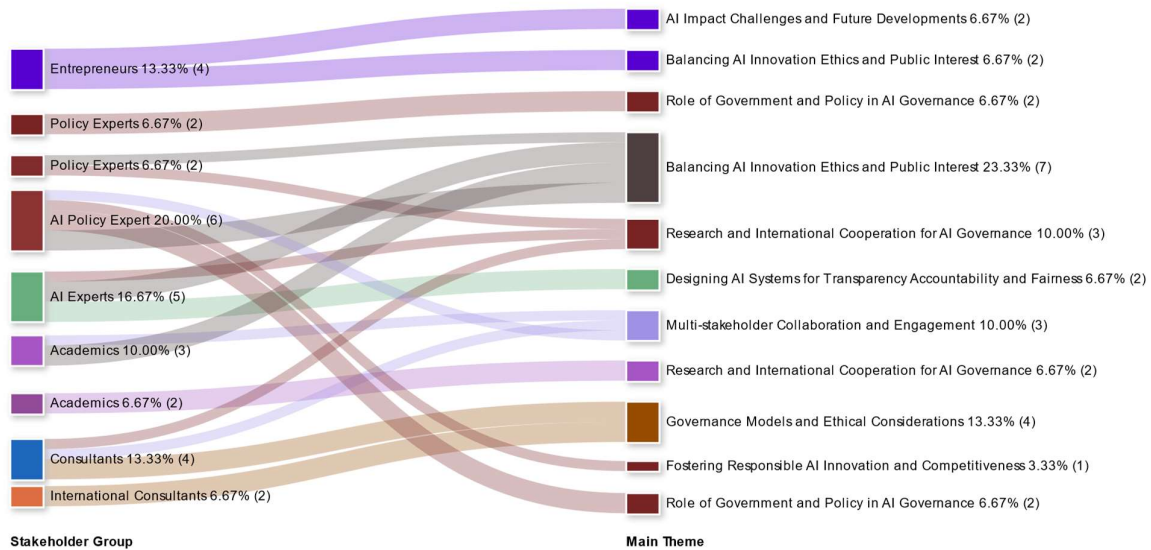 Entrepreneurs 13.33% (4)
Policy Experts 6.67% (2)
Policy Experts 6.67% (2)
AI Policy Expert 20.00% (6)
AI Experts 16.67% (5)
Academics 10.00% (3)
Academics 6.67% (2)
Consultants 13.33% (4)
International Consultants 6.67% (2)
Stakeholder Group
AI Impact Challenges and Future Developments 6.67% (2)
Balancing AI Innovation Ethics and Public Interest 6.67% (2)
Role of Government and Policy in AI Governance 6.67% (2)
Balancing AI Innovation Ethics and Public Interest 23.33% (7)
Research and International Cooperation for AI Governance 10.00% (3)
Designing AI Systems for Transparency Accountability and Fairness 6.67% (2)
Multi-stakeholder Collaboration and Engagement 10.00% (3)
Research and International Cooperation for AI Governance 6.67% (2)
Governance Models and Ethical Considerations 13.33% (4)
Fostering Responsible AI Innovation and Competitiveness 3.33% (1)
Role of Government and Policy in AI Governance 6.67% (2)
Main Theme